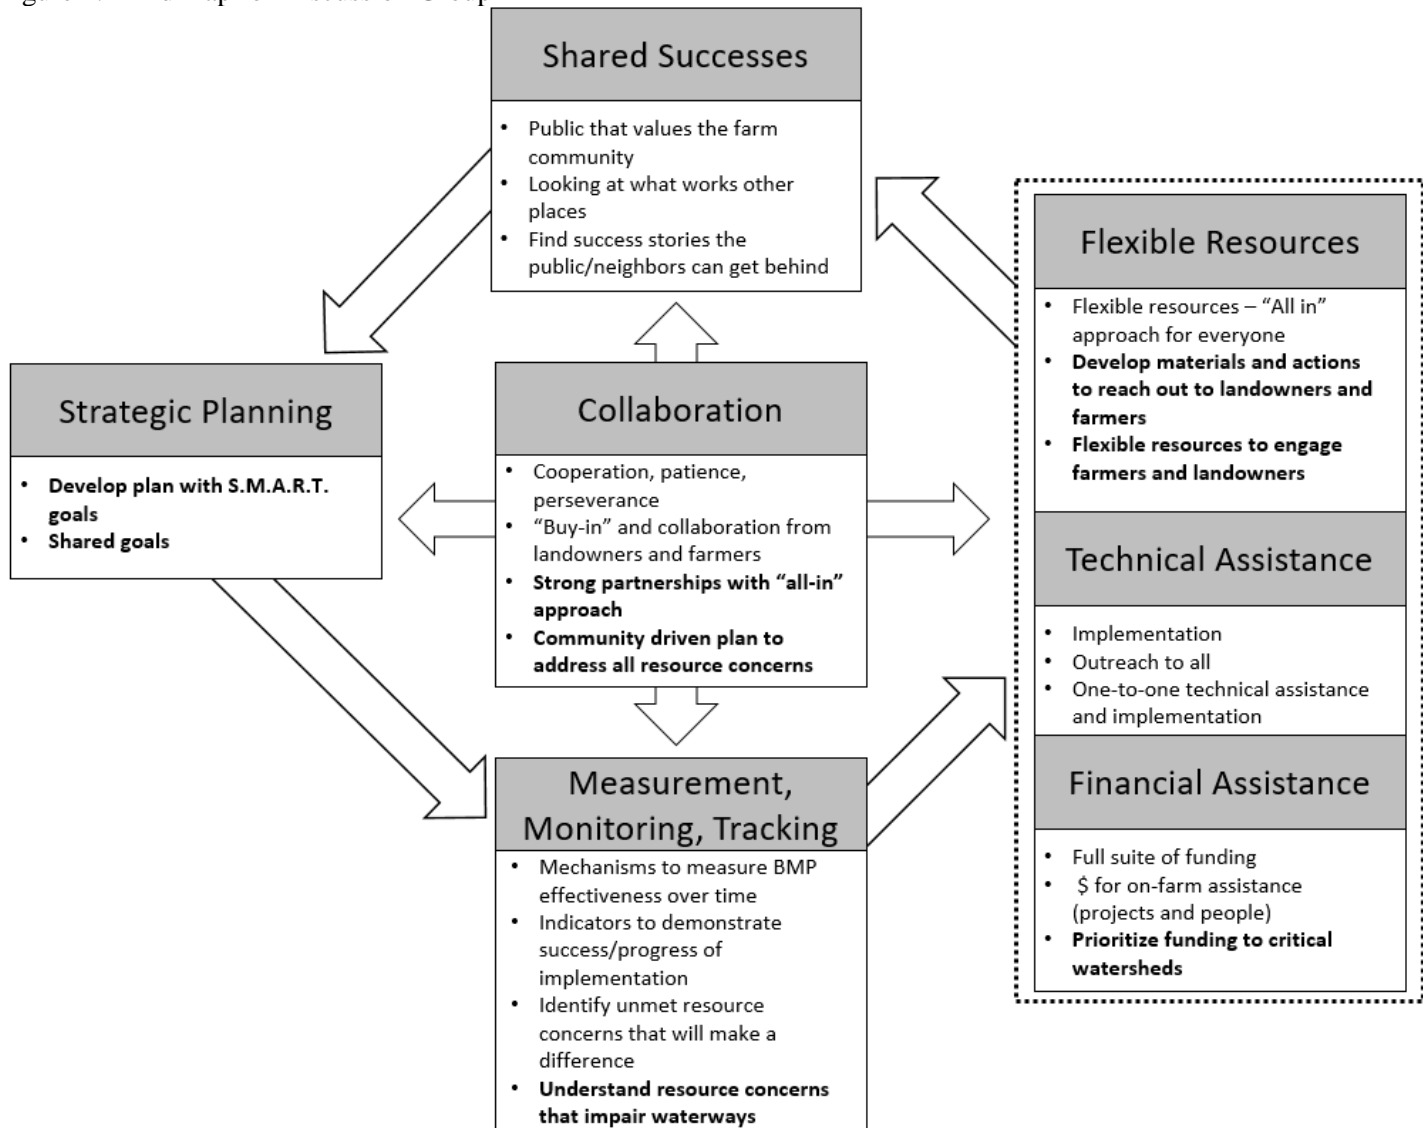 Shared Successes
• Public that values the farm
community
• Looking at what works other
places
• Find success stories the
public/neighbors can get behind
Strategic Planning
• Develop plan with S.M.A.R.T.
goals
• Shared goals
Collaboration
• Cooperation, patience,
perseverance
• “Buy-in” and collaboration from
landowners and farmers
• Strong partnerships with “all-in”
approach
• Community driven plan to
address all resource concerns
Measurement,
Monitoring, Tracking
• Mechanisms to measure BMP
effectiveness over time
• Indicators to demonstrate
success/progress of
implementation
• Identify unmet resource
concerns that will make a
difference
• Understand resource concerns
that impair waterways
Flexible Resources
• Flexible resources – “All in”
approach for everyone
• Develop materials and actions
to reach out to landowners and
farmers
• Flexible resources to engage
farmers and landowners
Technical Assistance
• Implementation
• Outreach to all
• One-to-one technical assistance
and implementation
Financial Assistance
• Full suite of funding
• $ for on-farm assistance
(projects and people)
• Prioritize funding to critical
watersheds